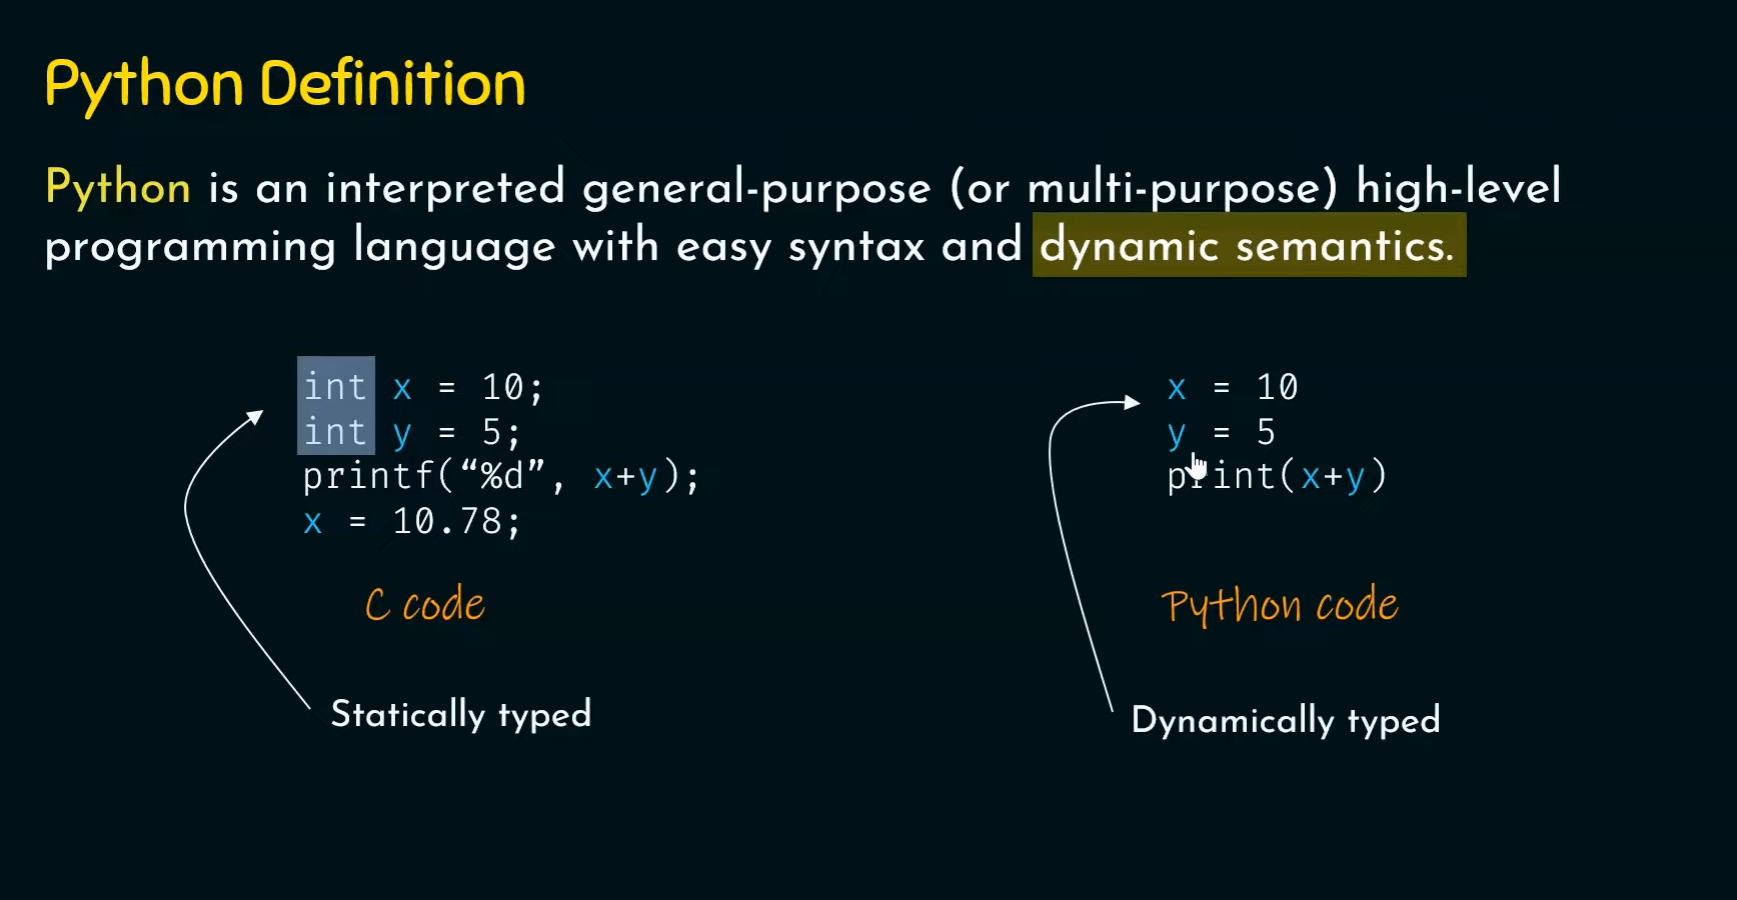 Python Definition
Python is an interpreted general-purpose (or multi-purpose) high-level
programming language with easy syntax and dynamic semantics.
int x = 10;
int y = 5;
printf(“%d”, x+y);
x = 10.78;
C code
Statically typed
x = 10
y = 5
print(x+y)
Python code
Dynamically typed